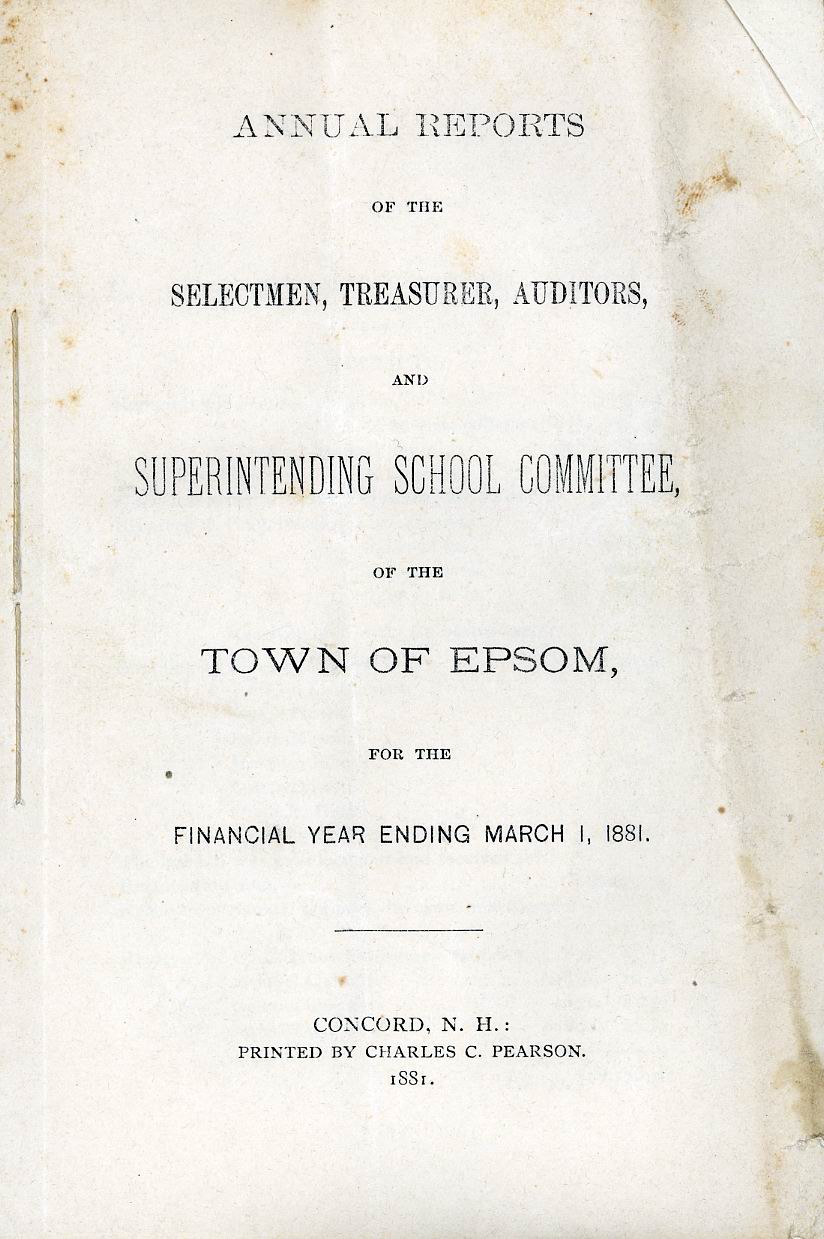 ANNUAL REPORTS
OF THE
SELECTMEN, TREASURER, AUDITORS,
AND
SUPERINTENDING SCHOOL COMMITTEE,
OF THE
TOWN OF EPSOM,
FOR THE
FINANCIAL YEAR ENDING MARCH 1, 1881.
CONCORD, N. H.:
PRINTED BY CHARLES C. PEARSON.
1881.